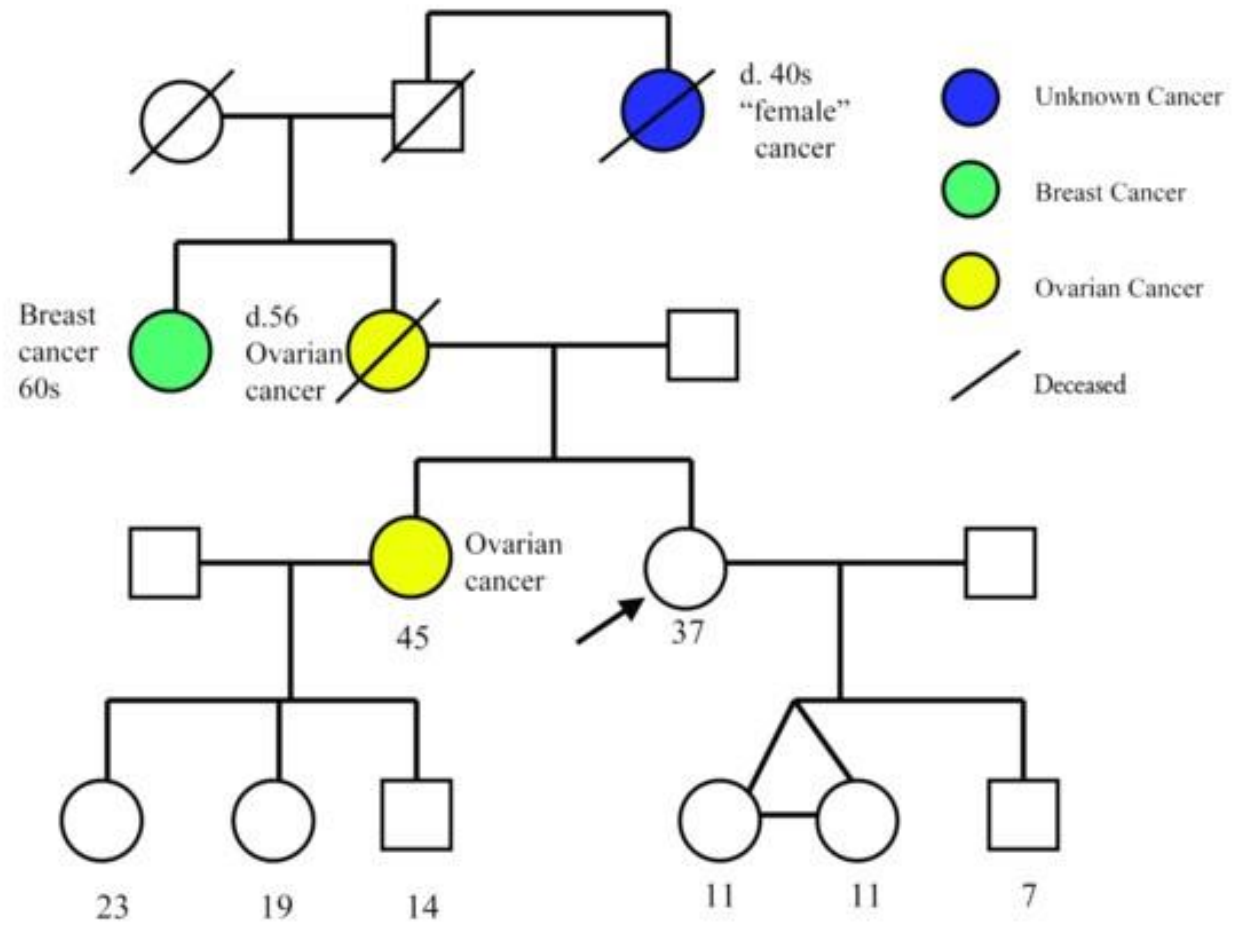 d. 40s
“female”
cancer
Unknown Cancer
Breast Cancer
Ovarian Cancer
Deceased
Breast
cancer
60s
d.56
Ovarian
cancer
Ovarian
cancer
45
37
23
19
14
11
11
7